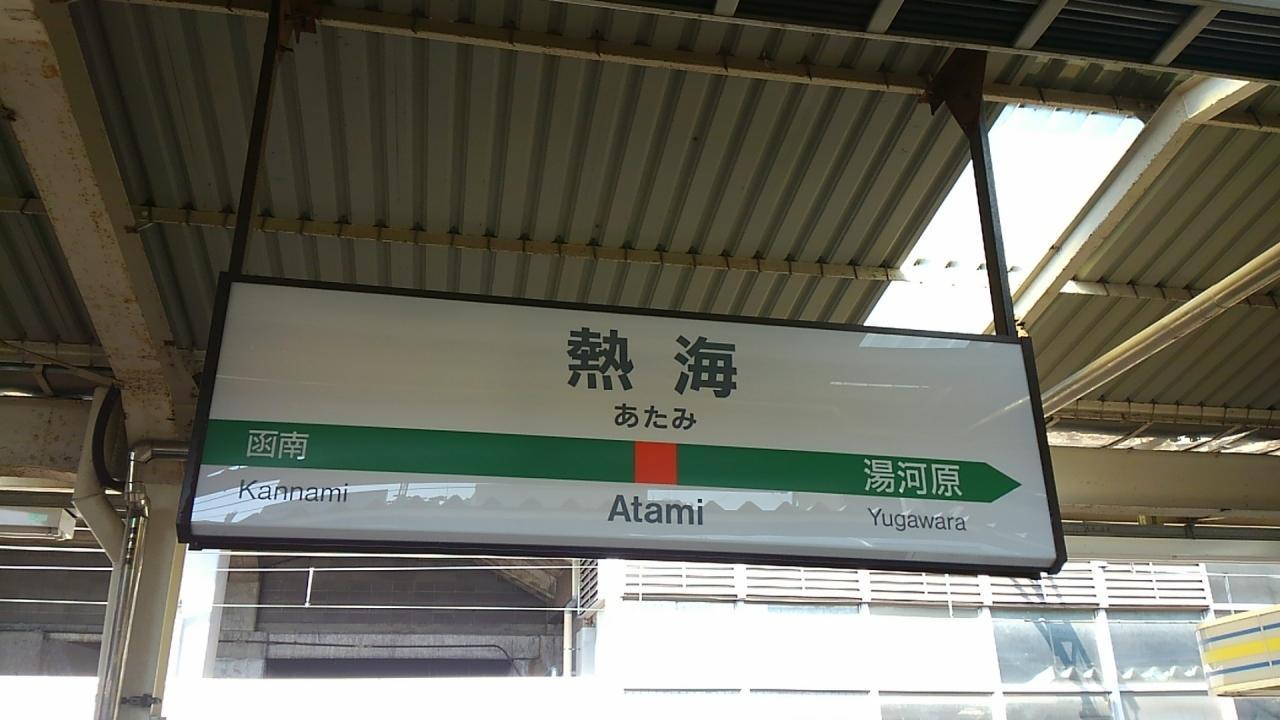 熱海
あたみ
函南
湯河原
Kannami
Atami
Yugawara